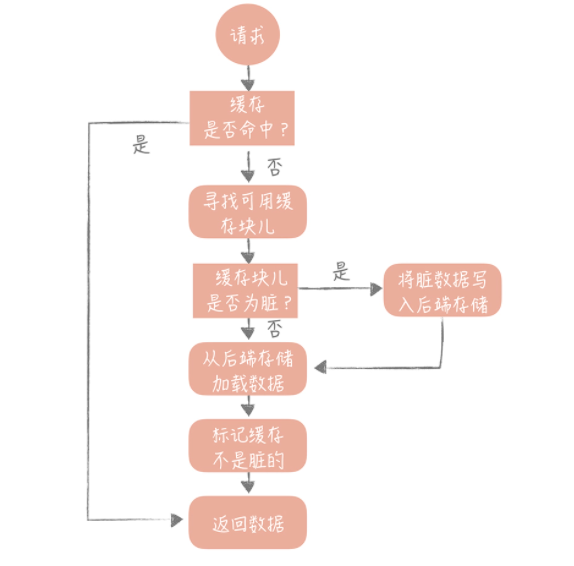 请求
缓存
是否命中？
是
否
寻找可用缓
存块儿
缓存块儿
是否为脏？
是
将脏数据写
入后端存储
否
从后端存储
加载数据
标记缓存
不是脏的
返回数据